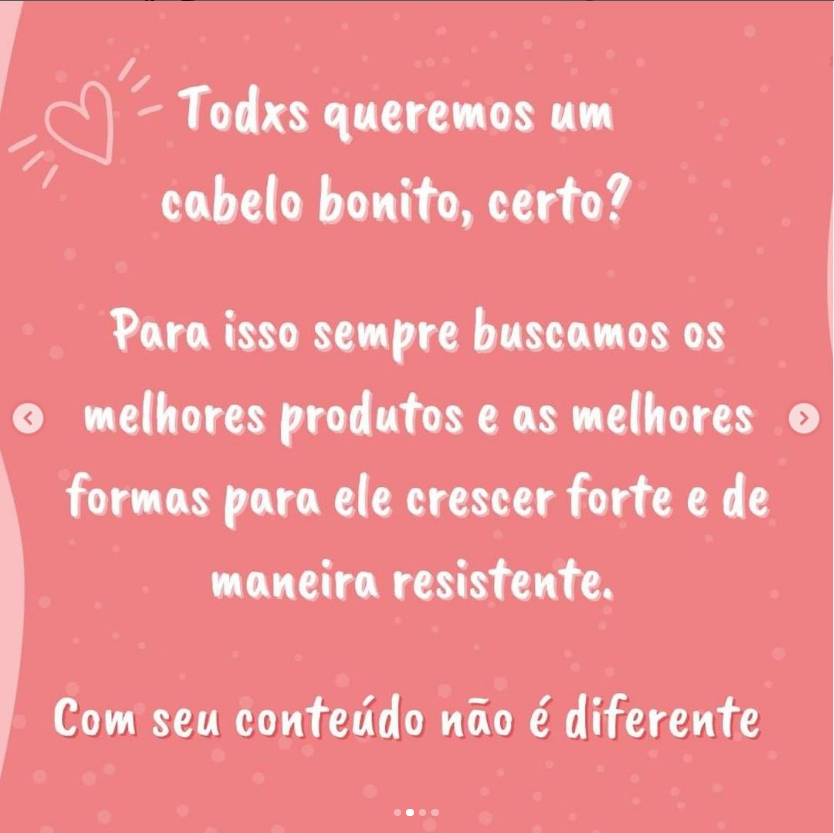 Todxs queremos um
cabelo bonito, certo?
Para isso sempre buscamos os
melhores produtos e as melhores
formas para ele crescer forte e de
maneira resistente.
Com seu conteúdo não é diferente